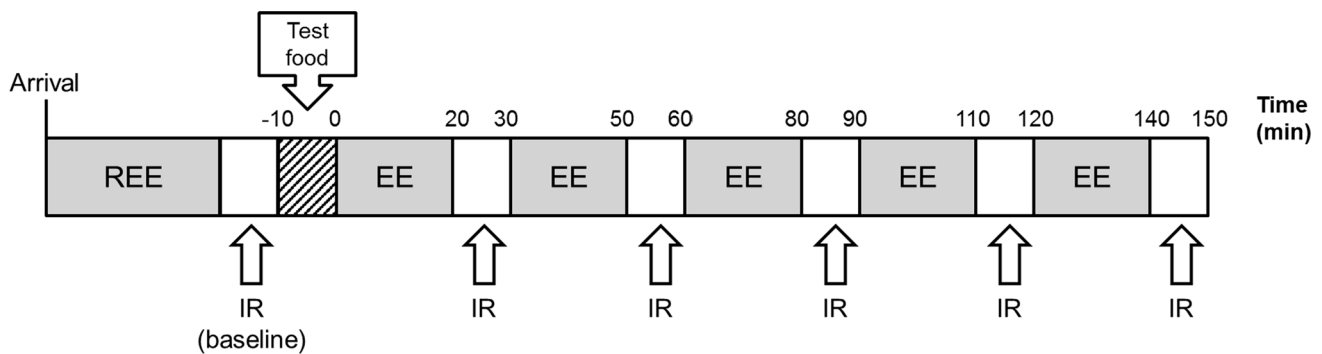 Test
food
Arrival
-10 0 20 30 50 60 80 90 110 120 140 150 Time
(min)
REE EE EE EE EE EE
IR IR IR IR IR IR
(baseline)